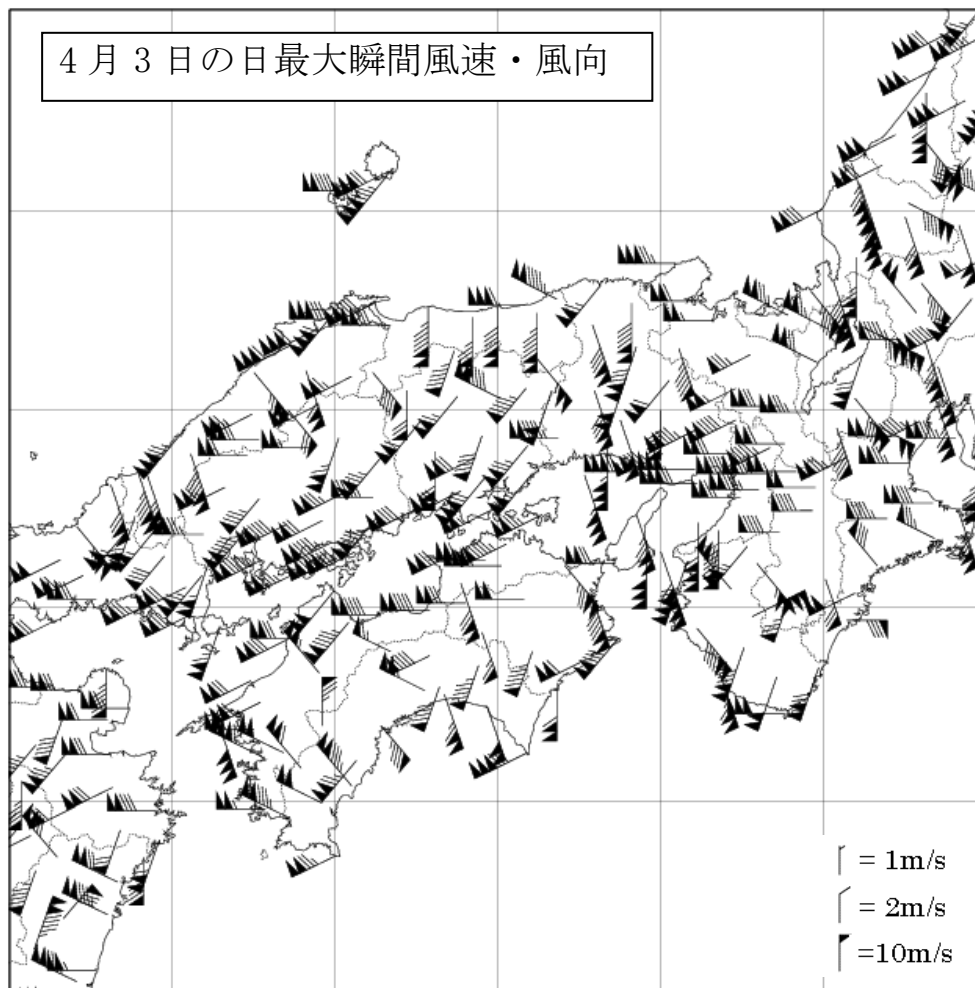 ４月３日の日最大瞬間風速・風向
= 1m/s
= 2m/s
=10m/s